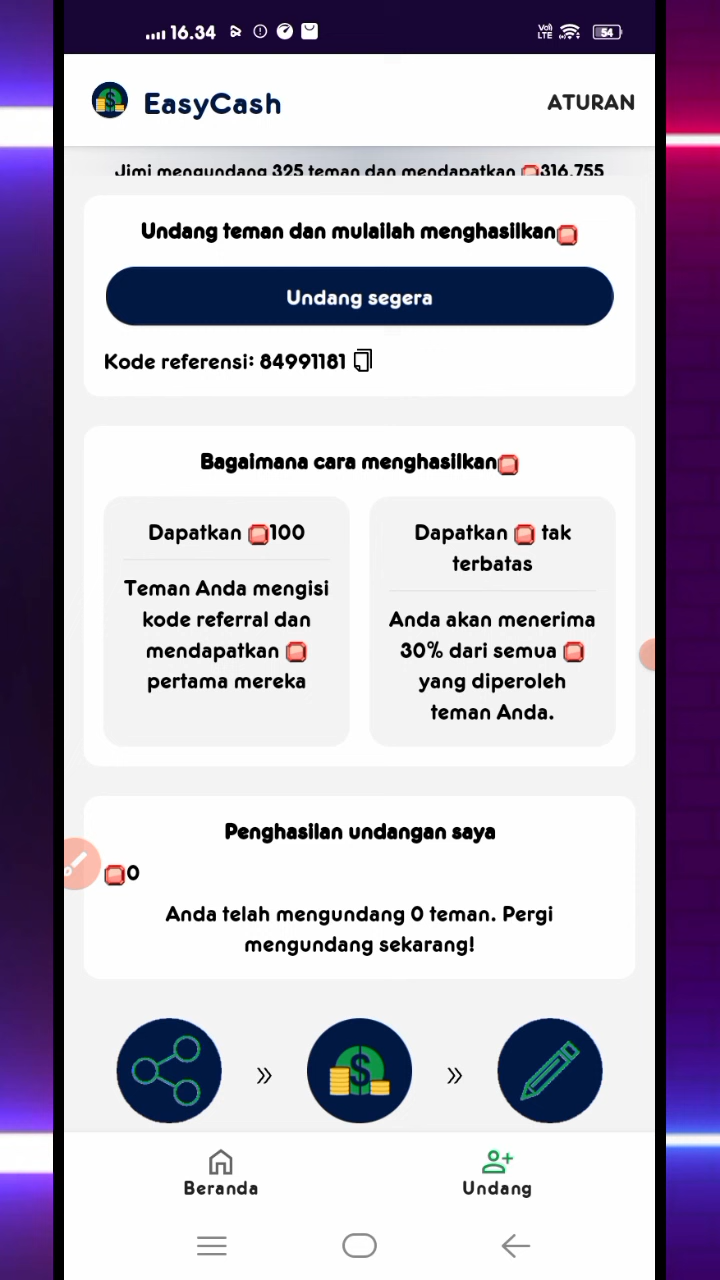 16.34
Vol LTE
54
EasyCash
ATURAN
Jimi mengundang 325 teman dan mendapatkan 316.755
Undang teman dan mulailah menghasilkan
Undang segera
Kode referensi: 84991181
Bagaimana cara menghasilkan
Dapatkan 100
Teman Anda mengisi
kode referral dan
mendapatkan
pertama mereka
Dapatkan tak
terbatas
Anda akan menerima
30% dari semua
yang diperoleh
teman Anda.
Penghasilan undangan saya
0
Anda telah mengundang 0 teman. Pergi
mengundang sekarang!
Beranda
Undang